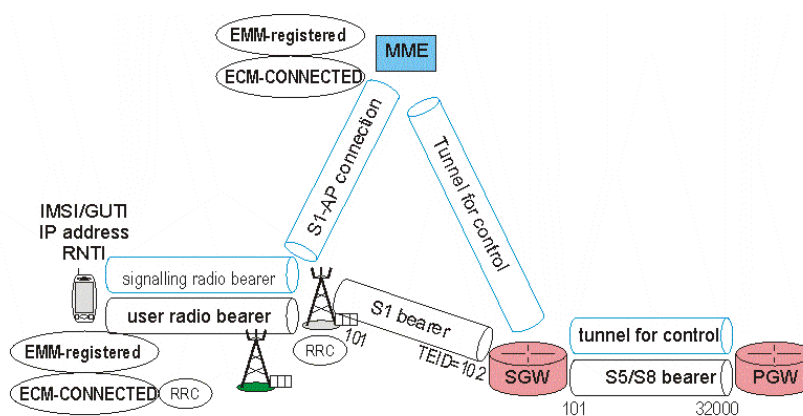 EMM-registered
MME
ECM-CONNECTED
S1-AP connection
Tunnel for control
IMSI/GUTI
IP address
RNTI
signalling radio bearer
user radio bearer
S1 bearer
101
TEID=102
RRC
EMM-registered
ECM-CONNECTED
RRC
SGW
tunnel for control
S5/S8 bearer
PGW
101
32000